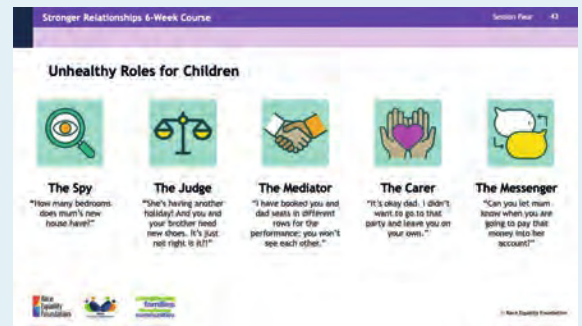 Stronger Relationships 6-Week Course
Session Four 43
Unhealthy Roles for Children
The Spy
"How many bedrooms
does mum's new
house have?"
The Judge
"She's having another
holiday! And you and
your brother need
new shoes. It's just
not right is it?!"
The Mediator
"I have booked you and
dad seats in different
rows for the
performance; you won't
see each other."
The Carer
"It's okay dad. I didn't
want to go to that
party and leave you on
your own."
The Messenger
"Can you let mum
know when you are
going to pay that
money into her
account?"
Race
Equality
Foundation
families
communities
© Race Equality Foundation